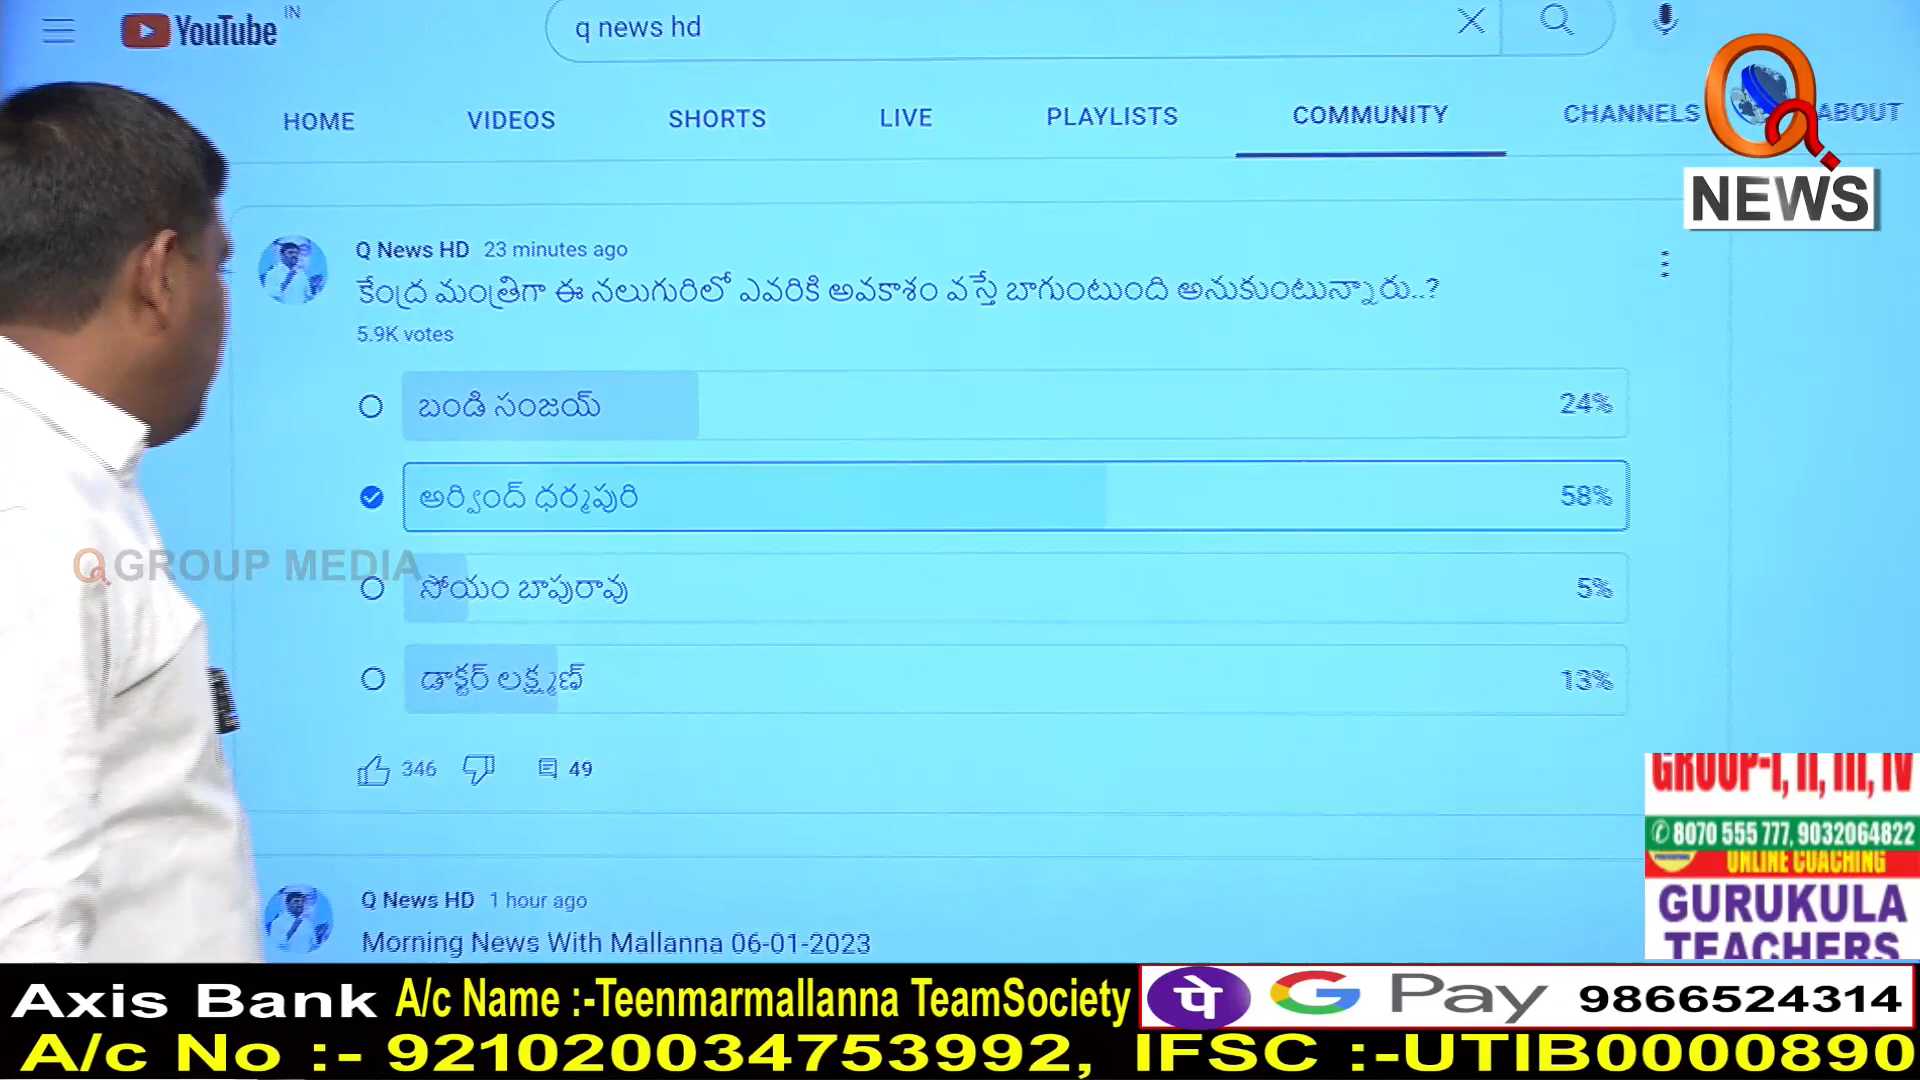 YouTube IN
q news hd
HOME VIDEOS SHORTS LIVE PLAYLISTS COMMUNITY CHANNELS ABOUT
Q
NEWS
Q News HD 23 minutes ago
కేంద్ర మంత్రిగా ఈ నలుగురిలో ఎవరికి అవకాశం వస్తే బాగుంటుంది అనుకుంటున్నారు..?
5.9K votes
బండి సంజయ్ 24%
అర్వింద్ ధర్మపురి 58%
సోయం బాపురావు 5%
డాక్టర్ లక్ష్మణ్ 13%
Q GROUP MEDIA
346 49
Q News HD 1 hour ago
Morning News With Mallanna 06-01-2023
GROUP-I, II, III, IV
8070 555 777, 9032064822
ONLINE COACHING
GURUKULA
TEACHERS
Axis Bank A/c Name :-Teenmarmallanna TeamSociety
पे G Pay 9866524314
A/c No :- 921020034753992, IFSC :-UTIB0000890